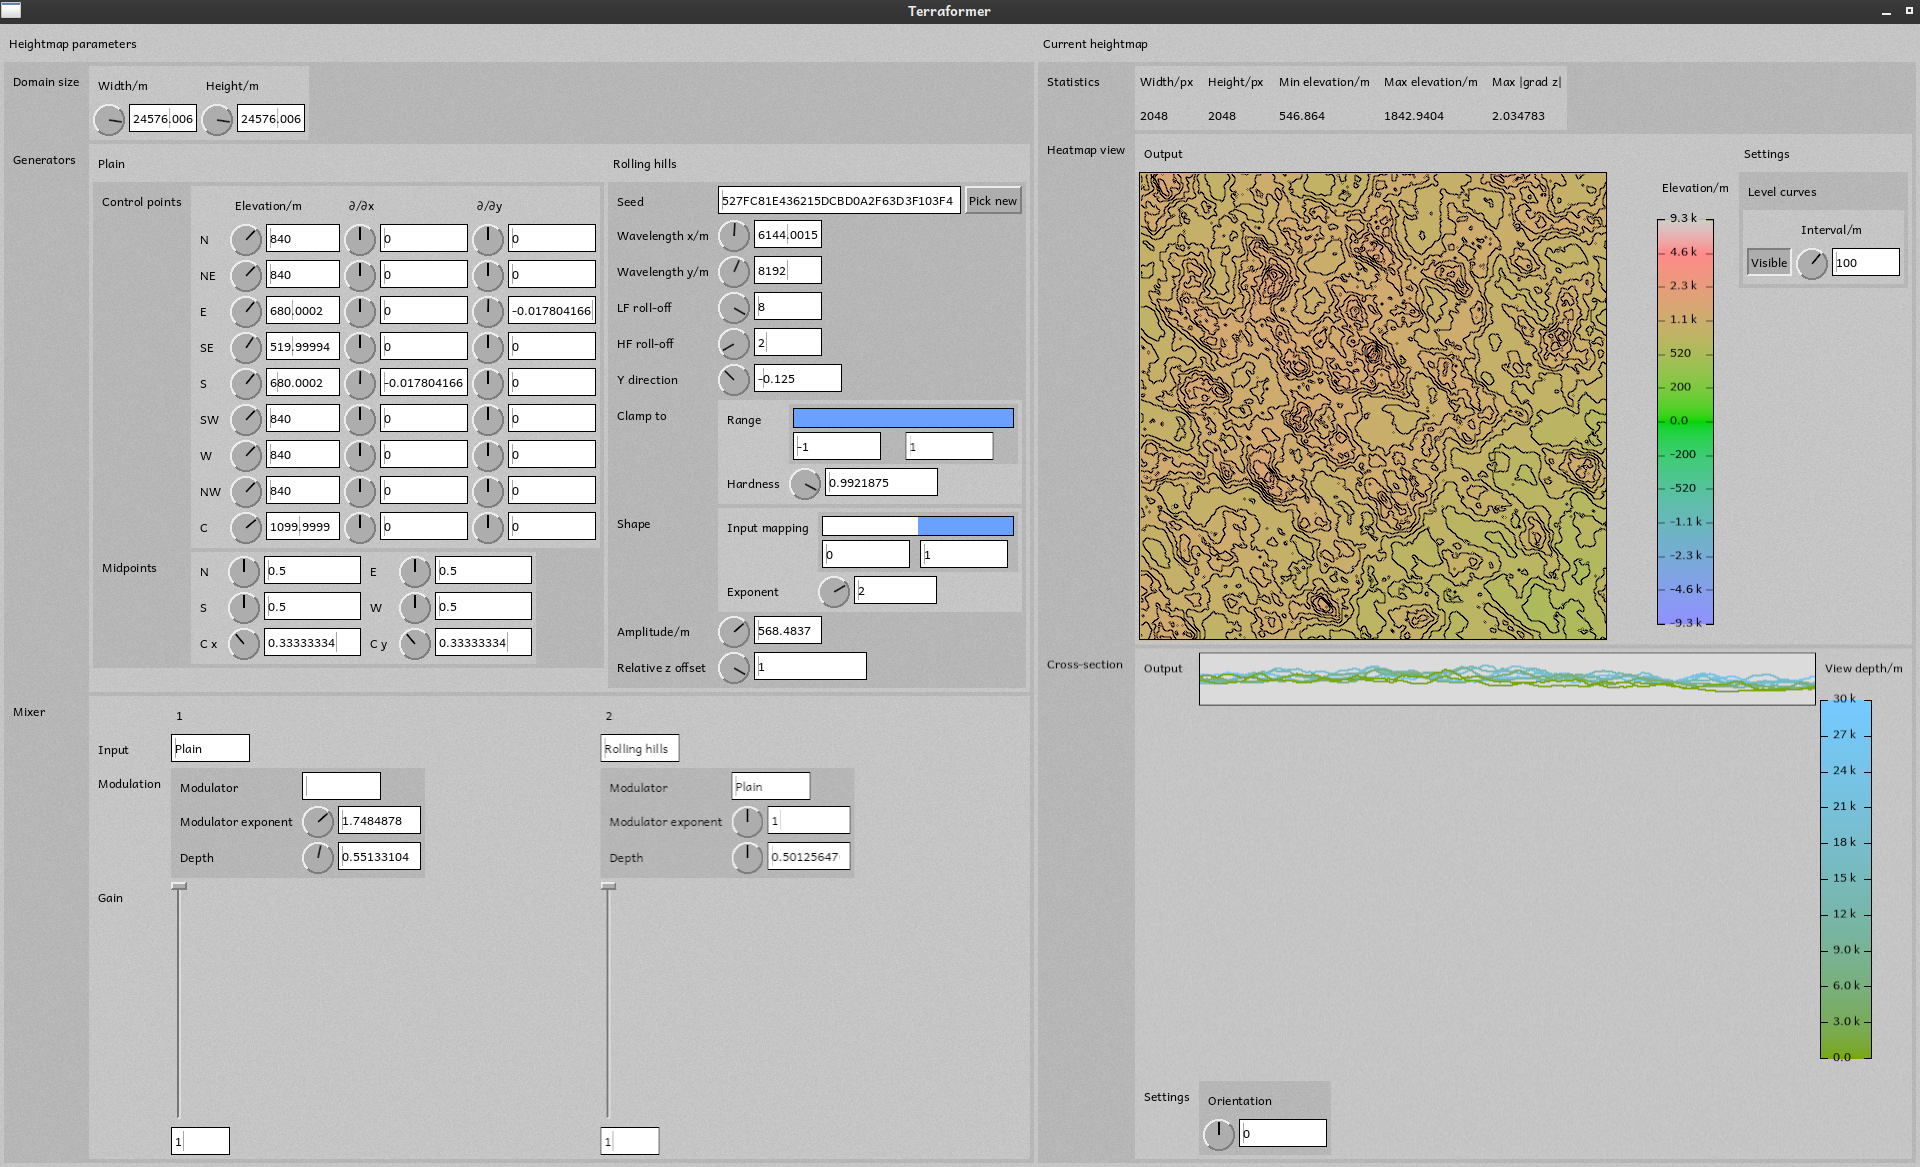 Terraformer
Heightmap parameters
Domain size
Width/m Height/m
24576.006 24576.006
Generators
Plain
Control points
Elevation/m ∂/∂x ∂/∂y
N 840 0 0
NE 840 0 0
E 680.0002 0 -0.017804166
SE 519.99994 0 0
S 680.0002 -0.017804166 0
SW 840 0 0
W 840 0 0
NW 840 0 0
C 1099.9999 0 0
Midpoints
N 0.5 E 0.5
S 0.5 W 0.5
C x 0.33333334 C y 0.33333334
Rolling hills
Seed 527FC81E436215DCBD0A2F63D3F103F4 Pick new
Wavelength x/m 6144.0015
Wavelength y/m 8192
LF roll-off 8
HF roll-off 2
Y direction -0.125
Clamp to
Range
-1 1
Hardness 0.9921875
Shape
Input mapping
0 1
Exponent 2
Amplitude/m 568.4837
Relative z offset 1
Mixer
1 2
Input Plain Rolling hills
Modulation
Modulator
Modulator exponent 1.7484878
Depth 0.55133104
Modulator Plain
Modulator exponent 1
Depth 0.50125647
Gain
1 1
Current heightmap
Statistics
Width/px Height/px Min elevation/m Max elevation/m Max |grad z|
2048 2048 546.864 1842.9404 2.034783
Heatmap view
Output
Elevation/m
9.3 k
4.6 k
2.3 k
1.1 k
520
200
0.0
-200
-520
-1.1 k
-2.3 k
-4.6 k
-9.3 k
Settings
Level curves
Interval/m
Visible 100
Cross-section
Output
View depth/m
30 k
27 k
24 k
21 k
18 k
15 k
12 k
9.0 k
6.0 k
3.0 k
0.0
Settings
Orientation
0